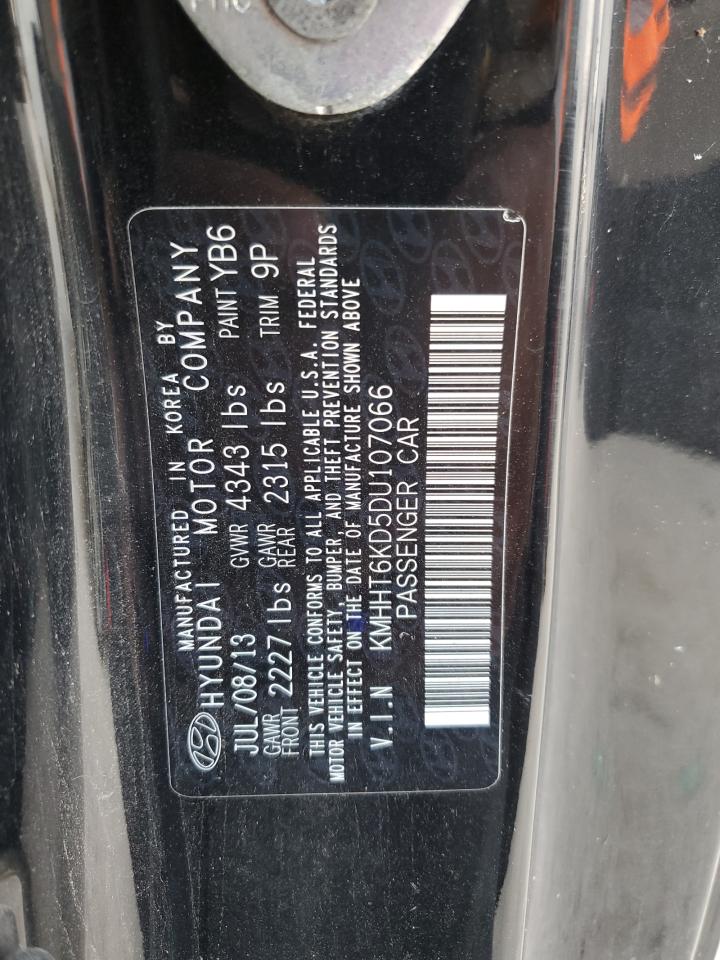 MANUFACTURED IN KOREA BY
HYUNDAI MOTOR COMPANY
JUL/08/13 GVWR 4343 lbs PAINT YB6
GAWR FRONT 2227 lbs GAWR REAR 2315 lbs TRIM 9P
THIS VEHICLE CONFORMS TO ALL APPLICABLE U.S.A. FEDERAL
MOTOR VEHICLE SAFETY, BUMPER, AND THEFT PREVENTION STANDARDS
IN EFFECT ON THE DATE OF MANUFACTURE SHOWN ABOVE
V.I.N KMHHT6KD5DU107066
2 PASSENGER CAR